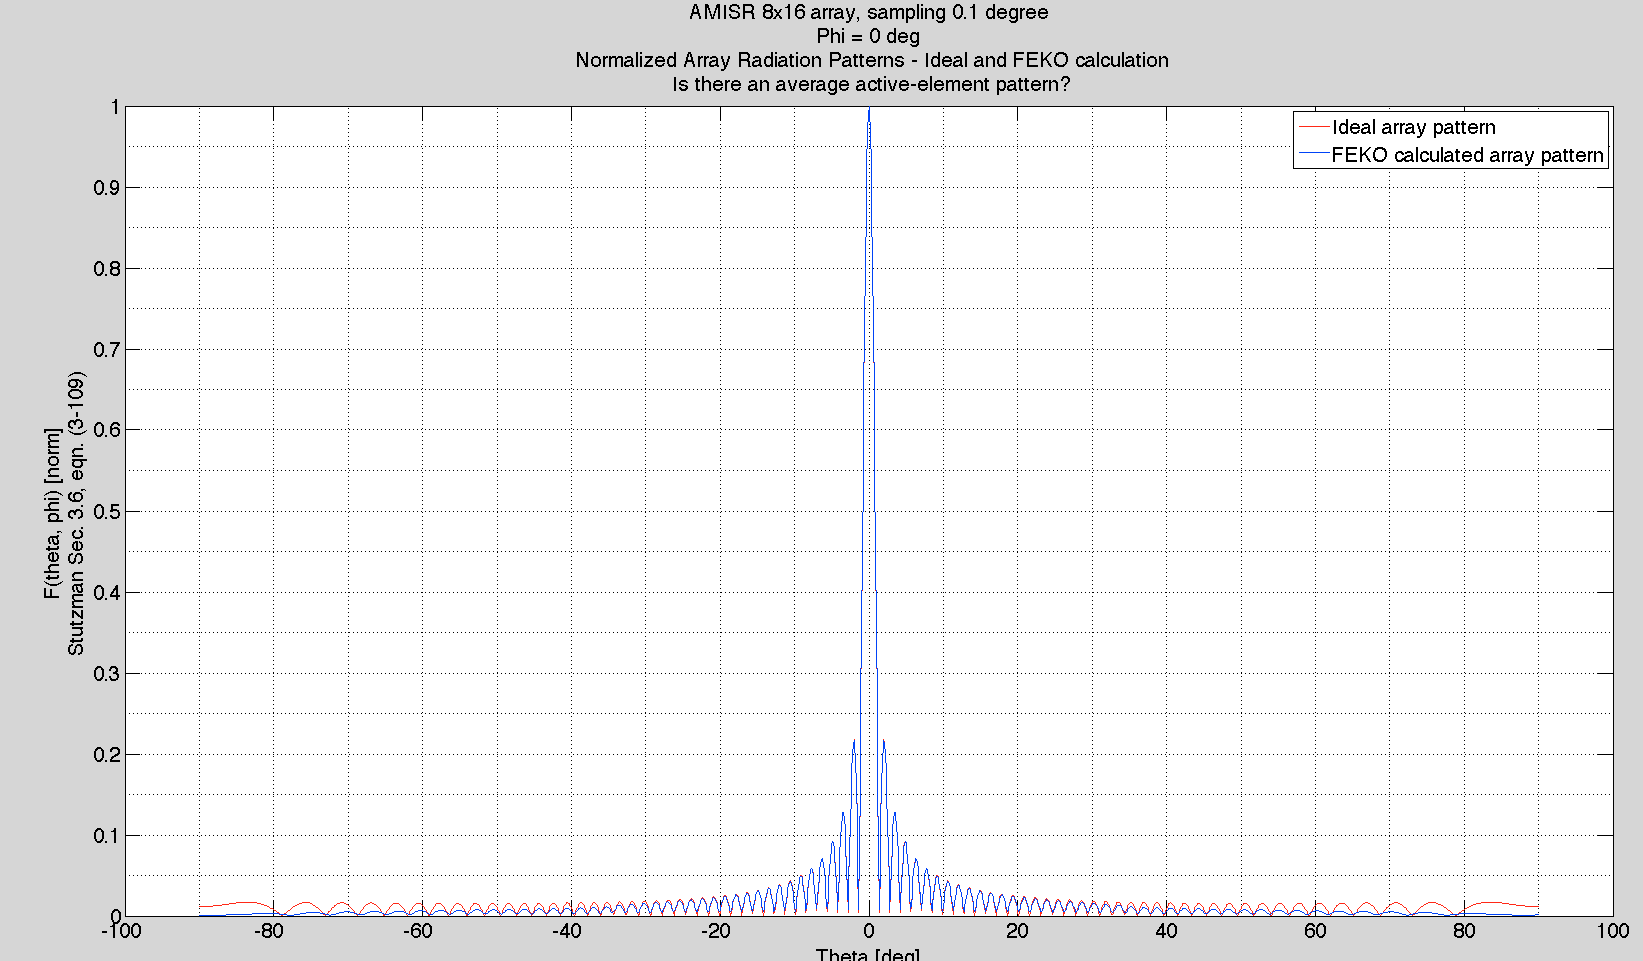 AMISR 8x16 array, sampling 0.1 degree
Phi = 0 deg
Normalized Array Radiation Patterns - Ideal and FEKO calculation
Is there an average active-element pattern?
Ideal array pattern
FEKO calculated array pattern
F(theta, phi) [norm]
Stutzman Sec. 3.6, eqn. (3-109)
1
0.9
0.8
0.7
0.6
0.5
0.4
0.3
0.2
0.1
0
-100 -80 -60 -40 -20 0 20 40 60 80 100
Theta [deg]